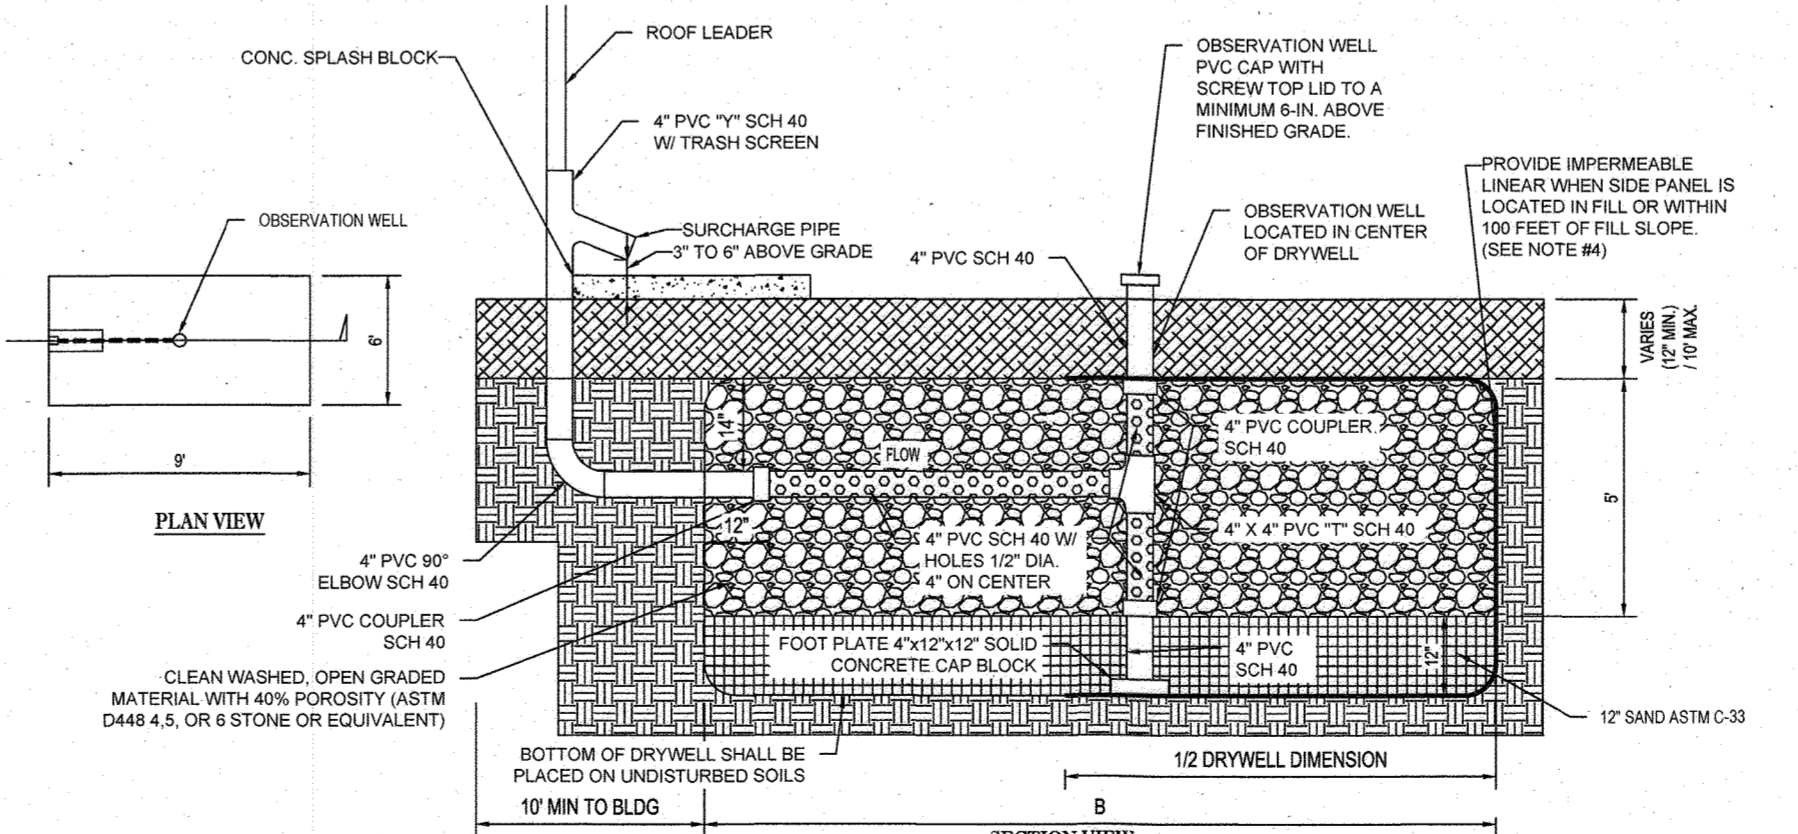 ROOF LEADER
CONC. SPLASH BLOCK
4" PVC "Y" SCH 40
W/ TRASH SCREEN
OBSERVATION WELL
PVC CAP WITH
SCREW TOP LID TO A
MINIMUM 6-IN. ABOVE
FINISHED GRADE.
PROVIDE IMPERMEABLE
LINEAR WHEN SIDE PANEL IS
LOCATED IN FILL OR WITHIN
100 FEET OF FILL SLOPE.
(SEE NOTE #4)
OBSERVATION WELL
SURCHARGE PIPE
3" TO 6" ABOVE GRADE
4" PVC SCH 40
OBSERVATION WELL
LOCATED IN CENTER
OF DRYWELL
6'
9'
PLAN VIEW
VARIES
(12" MIN.)
/ 10' MAX.
14"
FLOW
4" PVC COUPLER
SCH 40
5'
12"
4" PVC SCH 40 W/
HOLES 1/2" DIA.
4" ON CENTER
4" X 4" PVC "T" SCH 40
4" PVC 90°
ELBOW SCH 40
4" PVC COUPLER
SCH 40
CLEAN WASHED, OPEN GRADED
MATERIAL WITH 40% POROSITY (ASTM
D448 4,5, OR 6 STONE OR EQUIVALENT)
FOOT PLATE 4"x12"x12" SOLID
CONCRETE CAP BLOCK
4" PVC
SCH 40
12"
12" SAND ASTM C-33
BOTTOM OF DRYWELL SHALL BE
PLACED ON UNDISTURBED SOILS
1/2 DRYWELL DIMENSION
10' MIN TO BLDG
B
SECTION VIEW